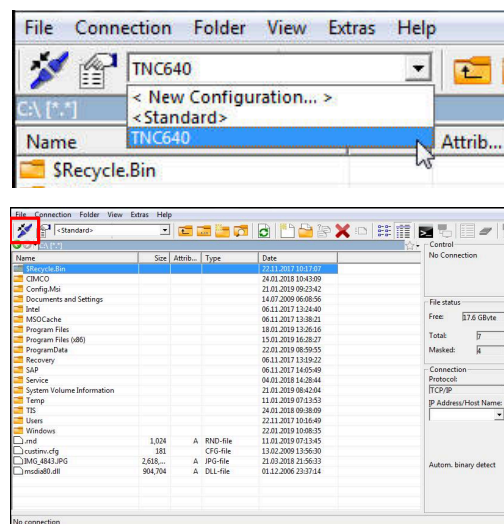 File Connection Folder View Extras Help
TNC640
C:\ [*.*]
< New Configuration... >
<Standard>
TNC640
Name Attrib...
$Recycle.Bin
File Connection Folder View Extras Help
<Standard>
C:\ [*.*]
Name Size Attrib... Type Date
$Recycle.Bin 22.11.2017 10:17:07
CIMCO 24.01.2018 10:43:09
Config.Msi 21.01.2019 09:23:42
Documents and Settings 14.07.2009 06:08:56
Intel 06.11.2017 13:24:40
MSOCache 06.11.2017 13:38:21
Program Files 18.01.2019 13:26:16
Program Files (x86) 15.01.2019 16:28:27
ProgramData 22.01.2019 08:59:55
Recovery 06.11.2017 13:19:22
SAP 06.11.2017 14:05:49
Service 04.01.2018 14:28:44
System Volume Information 21.01.2019 08:42:04
Temp 11.01.2019 07:13:53
TIS 24.01.2018 09:38:09
Users 22.11.2017 10:16:49
Windows 22.01.2019 10:08:35
.rnd 1,024 A RND-file 11.01.2019 07:13:45
custinv.cfg 181 CFG-file 13.02.2009 13:56:30
IMG_4843.JPG 2,618,... A JPG-file 21.03.2018 21:56:33
msdia80.dll 904,704 A DLL-file 01.12.2006 23:37:14
Control
No Connection
File status
Free: 17.6 GByte
Total: 7
Masked: 4
Connection
Protocol:
TCP/IP
IP Address/Host Name:
Autom. binary detect
No connection